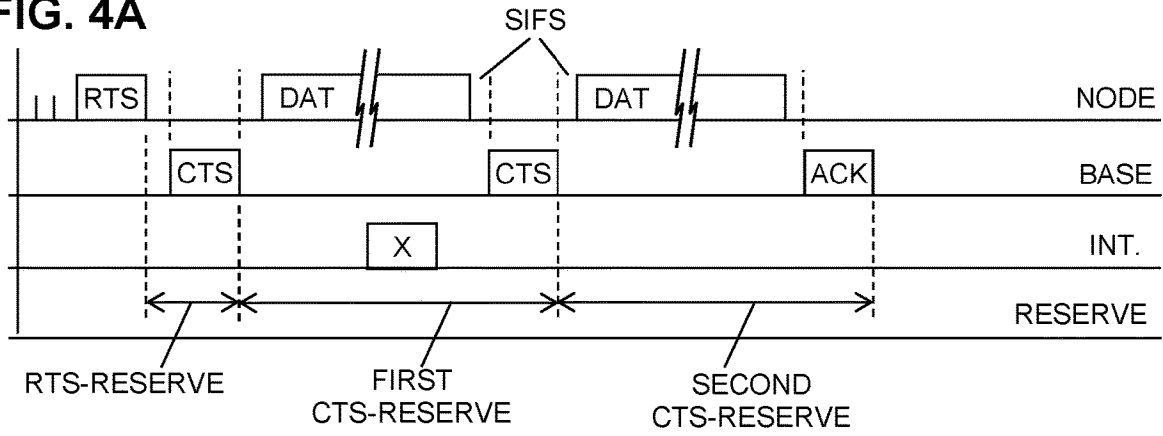 FIG. 4A
SIFS
RTS
DAT
DAT
NODE
CTS
CTS
ACK
BASE
X
INT.
RESERVE
RTS-RESERVE
FIRST
CTS-RESERVE
SECOND
CTS-RESERVE